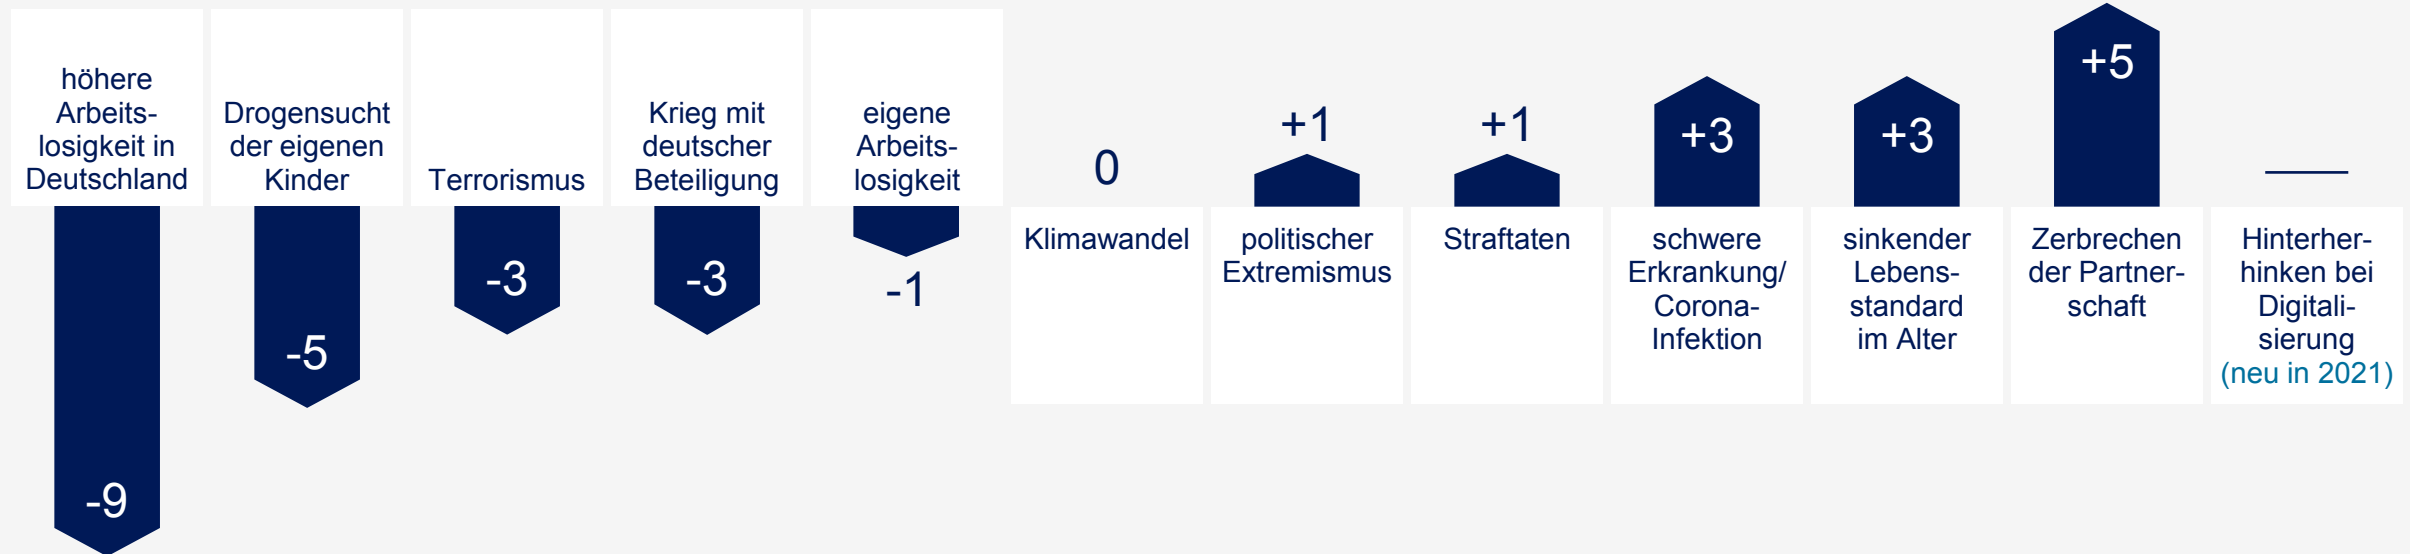 höhere
Arbeits-
losigkeit in
Deutschland
-9
Drogensucht
der eigenen
Kinder
-5
Terrorismus
-3
Krieg mit
deutscher
Beteiligung
-3
eigene
Arbeits-
losigkeit
-1
0
Klimawandel
+1
politischer
Extremismus
+1
Straftaten
+3
schwere
Erkrankung/
Corona-
Infektion
+3
sinkender
Lebens-
standard
im Alter
+5
Zerbrechen
der Partner-
schaft
Hinterher-
hinken bei
Digitali-
sierung
(neu in 2021)